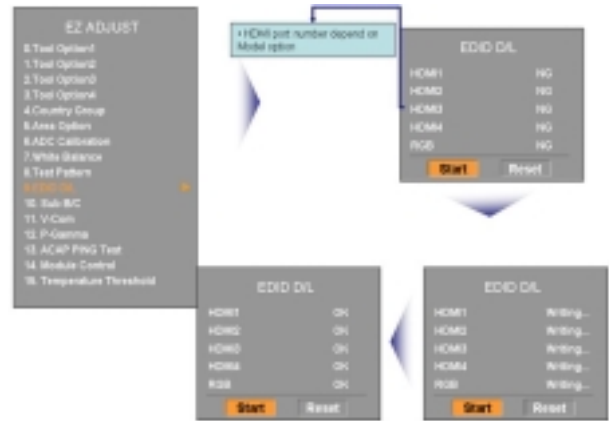 EZ ADJUST
0.Tool Option1
1.Tool Option2
2.Tool Option3
3.Tool Option4
4.Country Group
5.Area Option
6.ADC Calibration
7.White Balance
8.Test Pattern
9.EDID D/L
10. Sub B/C
11. V-Com
12. P-Gamma
13. ACAP PING Test
14. Module Control
15. Temperature Threshold
• HDMI port number depend on
Model option
EDID D/L
HDMI1 NG
HDMI2 NG
HDMI3 NG
HDMI4 NG
RGB NG
Start Reset
EDID D/L
HDMI1 OK
HDMI2 OK
HDMI3 OK
HDMI4 OK
RGB OK
Start Reset
EDID D/L
HDMI1 Writing...
HDMI2 Writing...
HDMI3 Writing...
HDMI4 Writing...
RGB Writing...
Start Reset